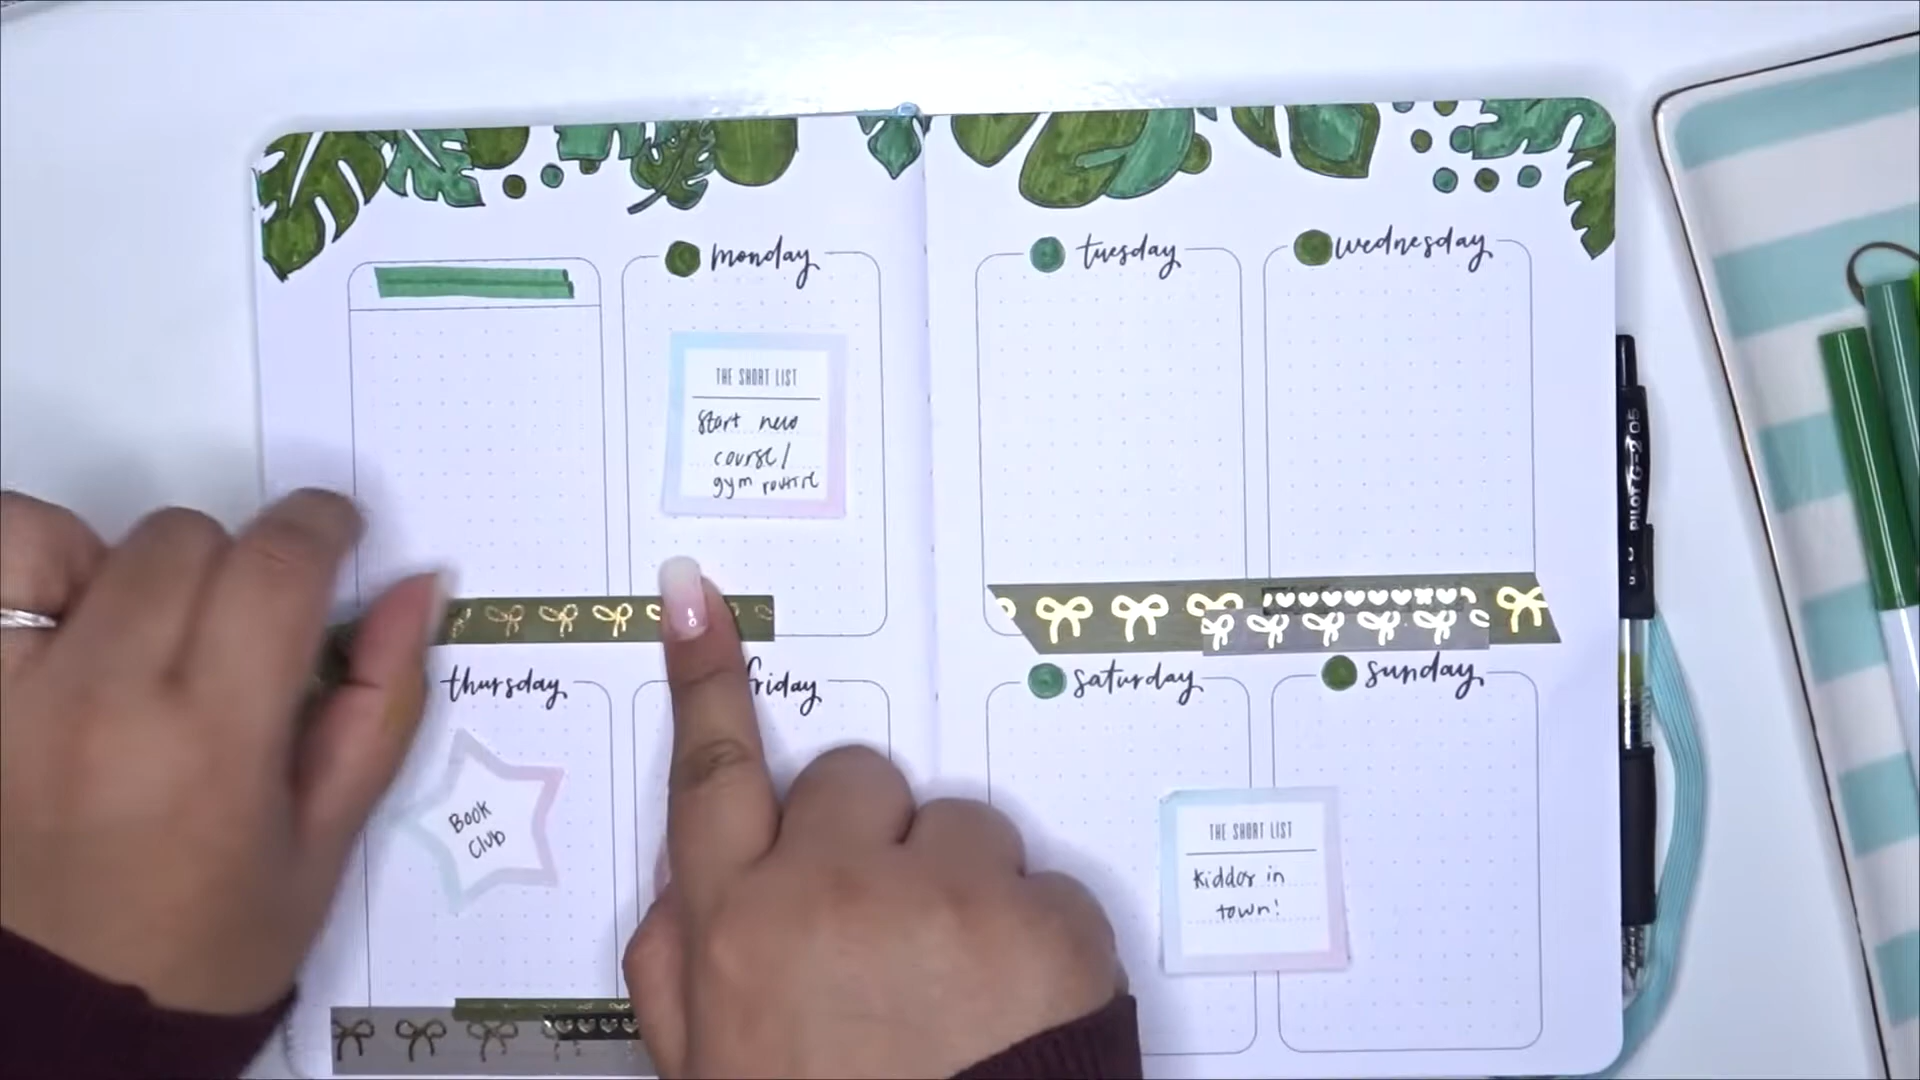 monday
tuesday
wednesday
THE SHORT LIST
Start new
course/
gym routine
PILOT G-2 05
thursday
friday
saturday
sunday
Book
Club
THE SHORT LIST
kiddos in
town!